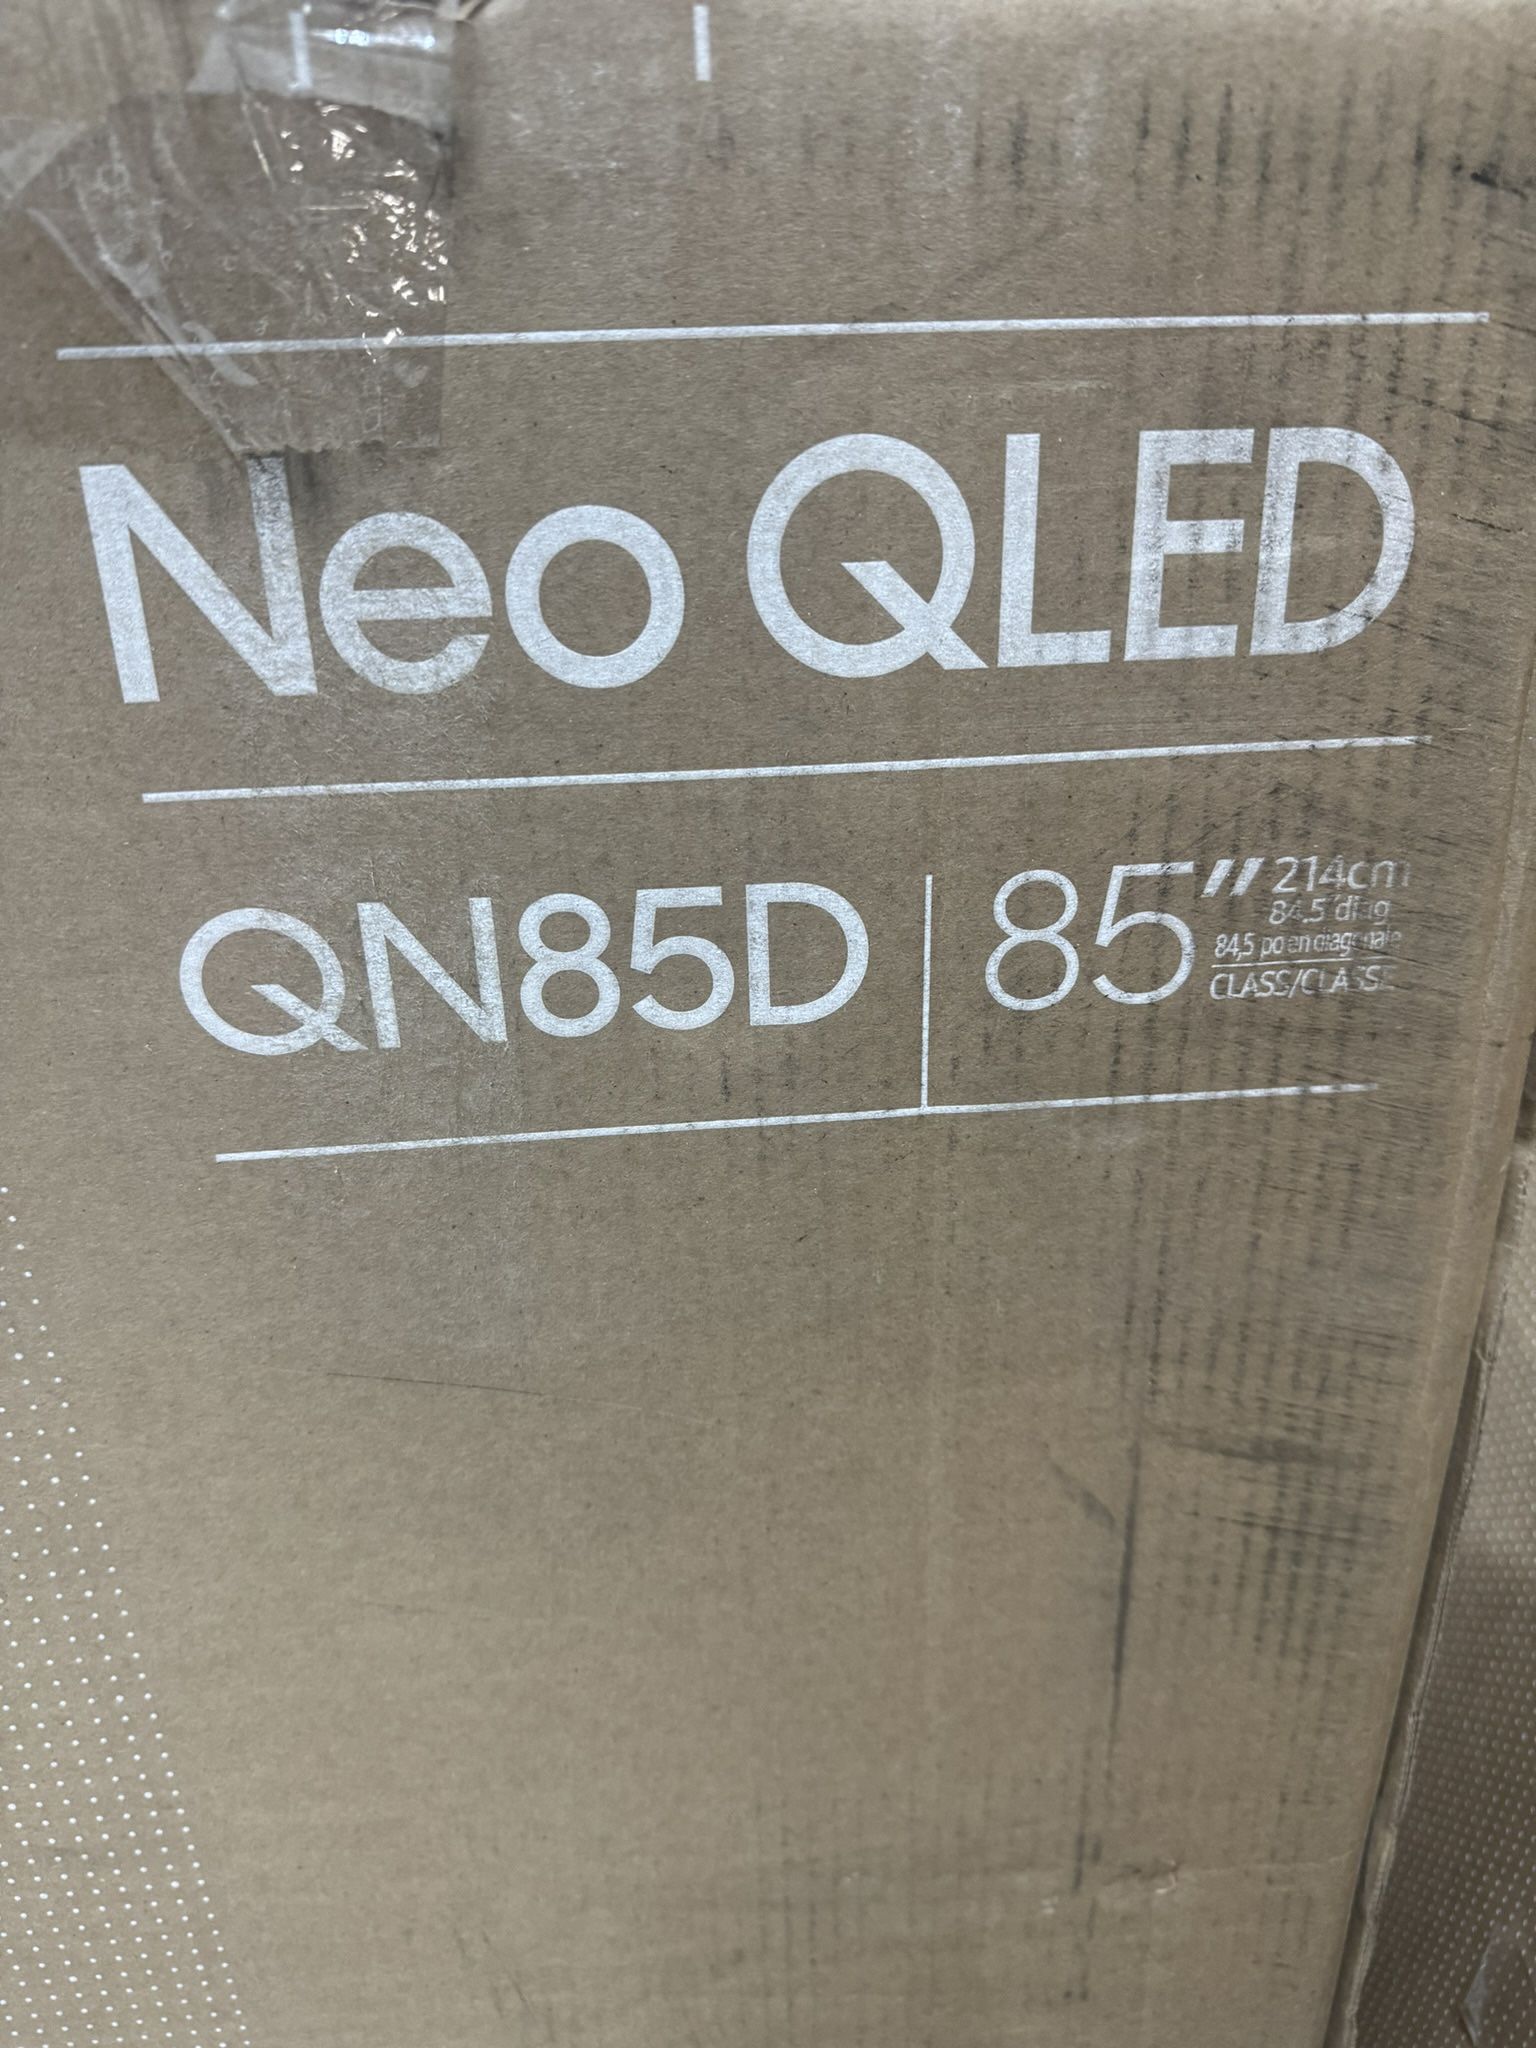 Neo QLED
QN85D
85”
214cm
84.5 diag
84,5 po en diagonale
CLASS/CLASSE